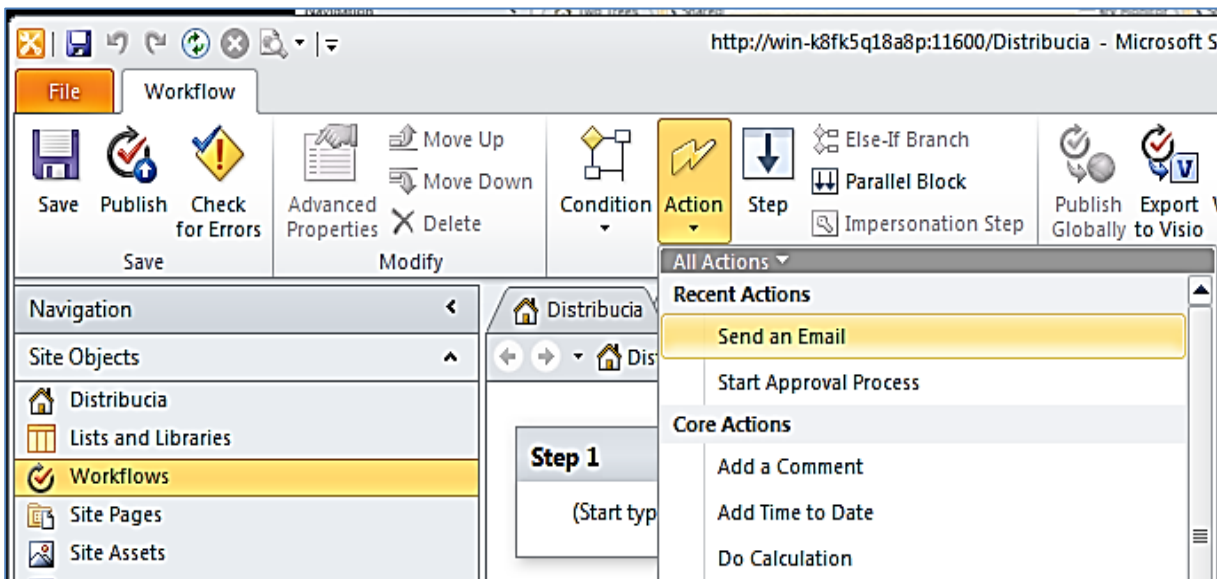 http://win-k8fk5q18a8p:11600/Distribucia - Microsoft S
File
Workflow
Save
Publish
Check
for Errors
Save
Advanced
Properties
Move Up
Move Down
Delete
Modify
Condition
Action
Step
Else-If Branch
Parallel Block
Impersonation Step
Publish
Globally
Export
to Visio
All Actions
Recent Actions
Send an Email
Start Approval Process
Core Actions
Add a Comment
Add Time to Date
Do Calculation
Navigation
Site Objects
Distribucia
Lists and Libraries
Workflows
Site Pages
Site Assets
Distribucia
Dis
Step 1
(Start typ